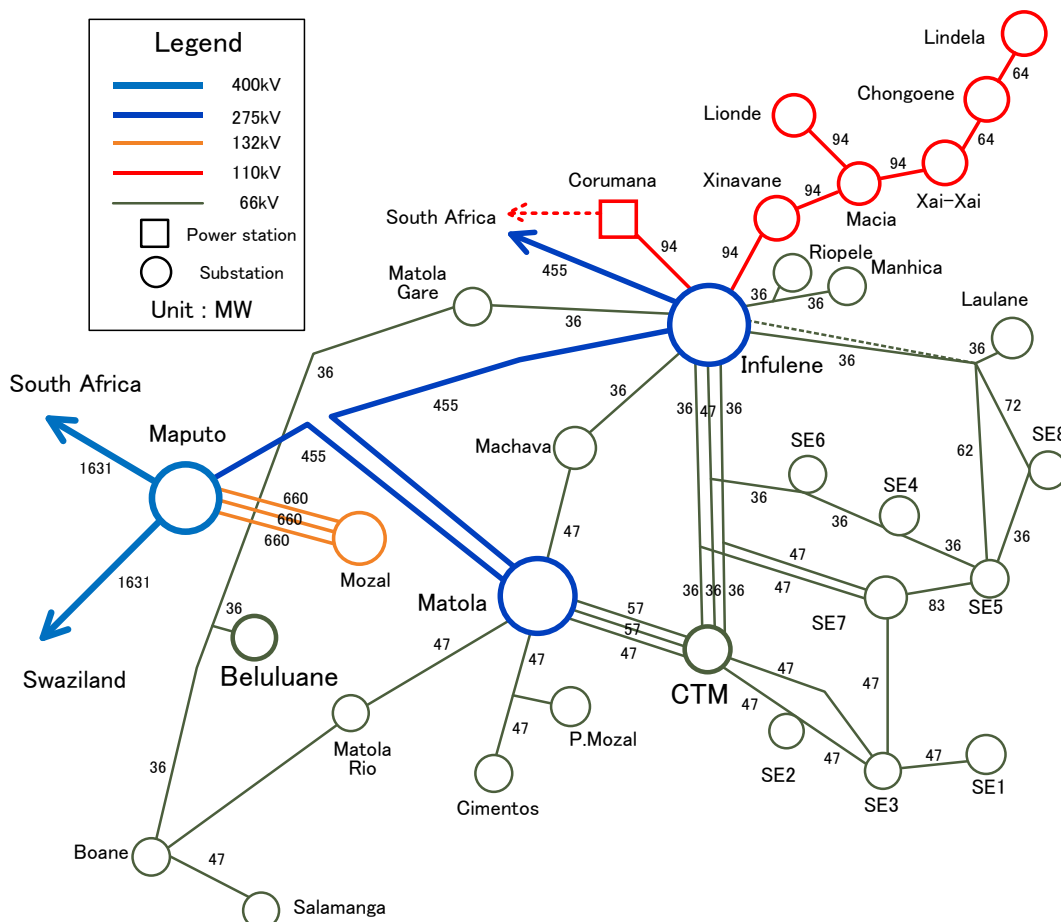 Legend
400kV
275kV
132kV
110kV
66kV
Power station
Substation
Unit : MW
Lindela
64
Chongoene
64
Lionde
94
94
Xai-Xai
Macia
94
Xinavane
94
Corumana
94
South Africa
455
Riopele
Manhica
36
36
Matola
Gare
36
Laulane
36
Infulene
36
36
South Africa
455
36
36
47
36
72
Maputo
Machava
SE6
SE8
455
62
1631
660
660
660
36
SE4
36
47
36
36
Mozal
47
47
SE5
1631
Matola
57
36
36
36
83
SE7
36
57
47
Beluluane
47
47
CTM
47
47
Swaziland
47
P.Mozal
47
SE2
47
47
SE1
Matola
Rio
SE3
36
Cimentos
Boane
47
Salamanga